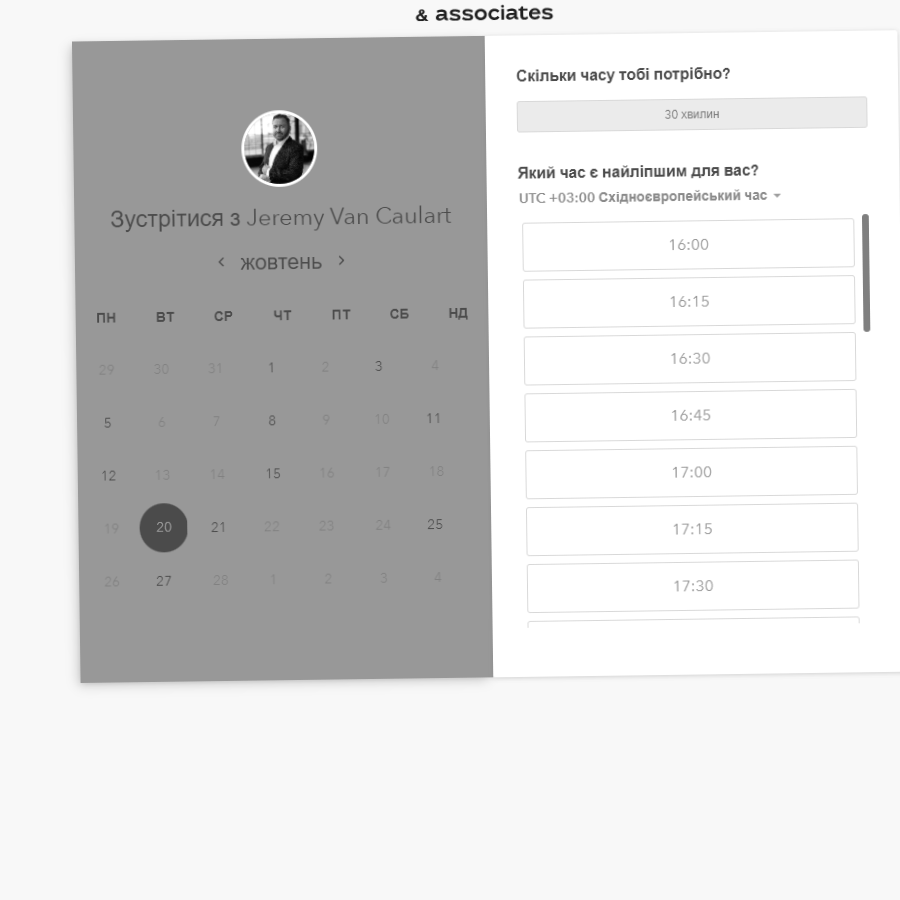 & associates
Зустрітися з Jeremy Van Caulart
жовтень
ПН ВТ СР ЧТ ПТ СБ НД
29 30 31 1 2 3 4
5 6 7 8 9 10 11
12 13 14 15 16 17 18
19 20 21 22 23 24 25
26 27 28 1 2 3 4
Скільки часу тобі потрібно?
30 хвилин
Який час є найліпшим для вас?
UTC +03:00 Східноєвропейський час
16:00
16:15
16:30
16:45
17:00
17:15
17:30